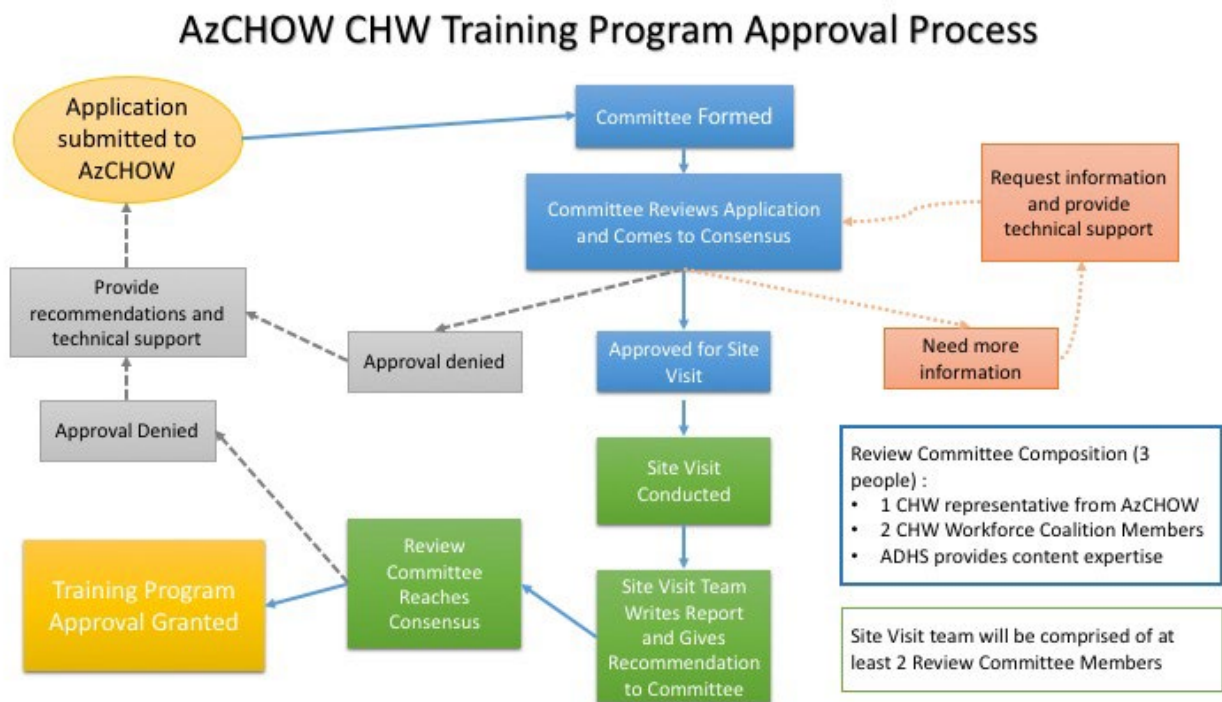 AzCHOW CHW Training Program Approval Process
Application
submitted to
AzCHOW
Committee Formed
Committee Reviews Application
and Comes to Consensus
Request information
and provide
technical support
Provide
recommendations and
technical support
Approval denied
Approved for Site
Visit
Need more
information
Approval Denied
Site Visit
Conducted
Review Committee Composition (3
people) :
• 1 CHW representative from AzCHOW
• 2 CHW Workforce Coalition Members
• ADHS provides content expertise
Training Program
Approval Granted
Review
Committee
Reaches
Consensus
Site Visit Team
Writes Report
and Gives
Recommendation
to Committee
Site Visit team will be comprised of at
least 2 Review Committee Members